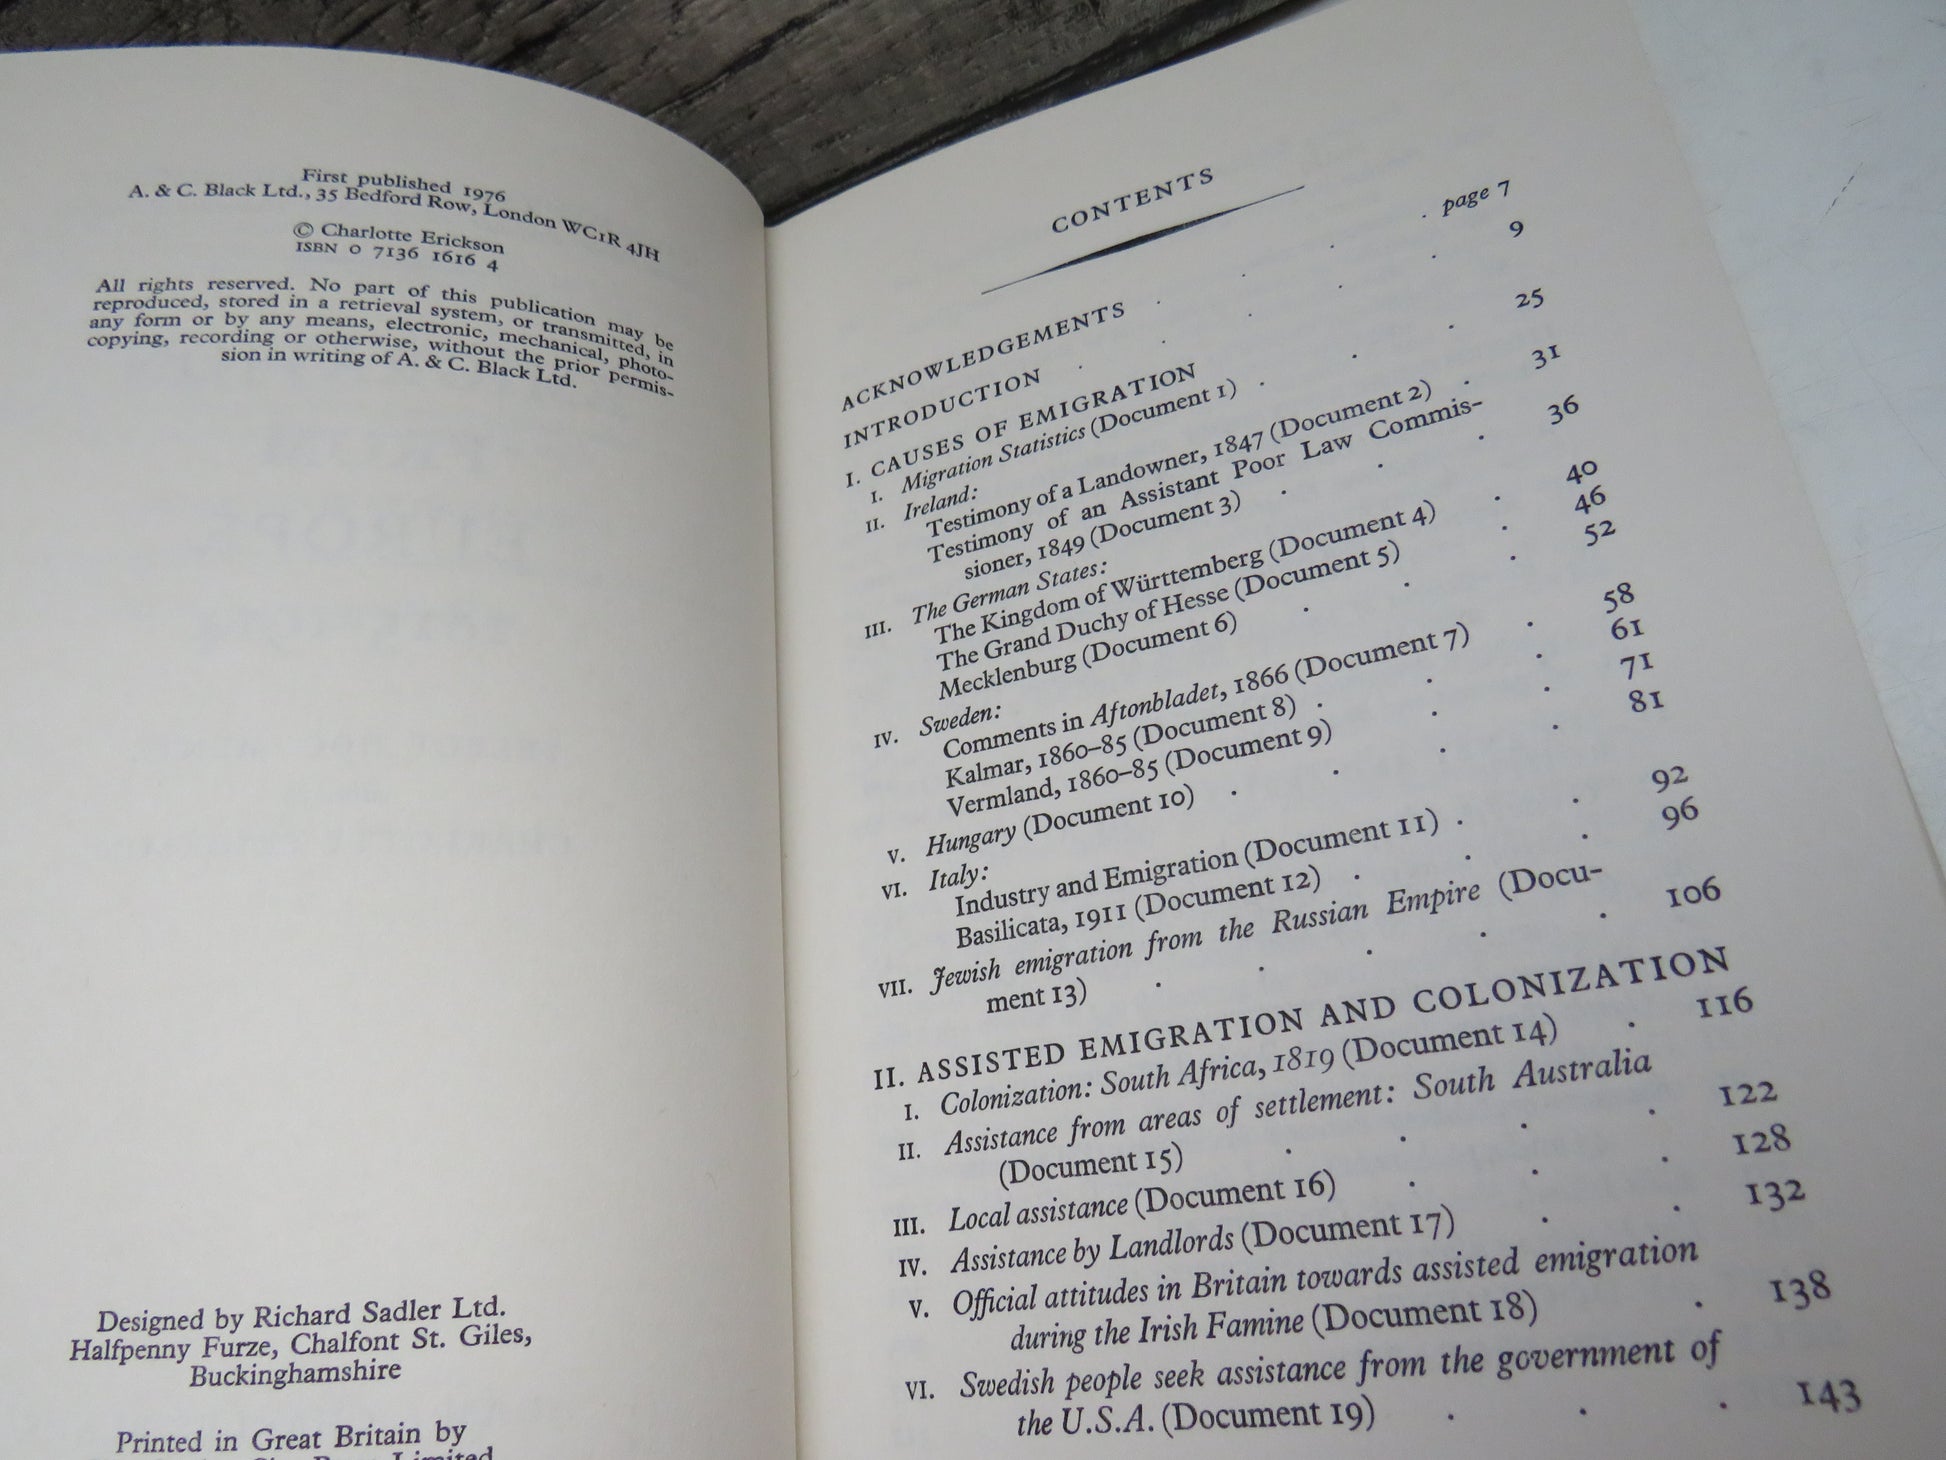 First published 1976
A. & C. Black Ltd., 35 Bedford Row, London WC1R 4JH
© Charlotte Erickson
ISBN 0 7136 1616 4
All rights reserved. No part of this publication may be
reproduced, stored in a retrieval system, or transmitted, in
any form or by any means, electronic, mechanical, photo-
copying, recording or otherwise, without the prior permis-
sion in writing of A. & C. Black Ltd.
Designed by Richard Sadler Ltd.
Halfpenny Furze, Chalfont St. Giles,
Buckinghamshire
Printed in Great Britain by
Limited
CONTENTS
ACKNOWLEDGEMENTS . . . . page 7
INTRODUCTION . . . . . 9
I. CAUSES OF EMIGRATION
I. Migration Statistics (Document 1) . . . 25
II. Ireland:
Testimony of a Landowner, 1847 (Document 2) . 31
Testimony of an Assistant Poor Law Commis-
sioner, 1849 (Document 3) . . . 36
III. The German States:
The Kingdom of Württemberg (Document 4) . 40
The Grand Duchy of Hesse (Document 5) . 46
Mecklenburg (Document 6) . . . 52
IV. Sweden:
Comments in Aftonbladet, 1866 (Document 7) . 58
Kalmar, 1860–85 (Document 8) . . . 61
Vermland, 1860–85 (Document 9) . . 71
V. Hungary (Document 10) . . . . 81
VI. Italy:
Industry and Emigration (Document 11) . . 92
Basilicata, 1911 (Document 12) . . . 96
VII. Jewish emigration from the Russian Empire (Docu-
ment 13) . . . . . 106
II. ASSISTED EMIGRATION AND COLONIZATION
I. Colonization: South Africa, 1819 (Document 14) . 116
II. Assistance from areas of settlement: South Australia
(Document 15) . . . . 122
III. Local assistance (Document 16) . . . 128
IV. Assistance by Landlords (Document 17) . . 132
V. Official attitudes in Britain towards assisted emigration
during the Irish Famine (Document 18) . 138
VI. Swedish people seek assistance from the government of
the U.S.A. (Document 19) . . . 143